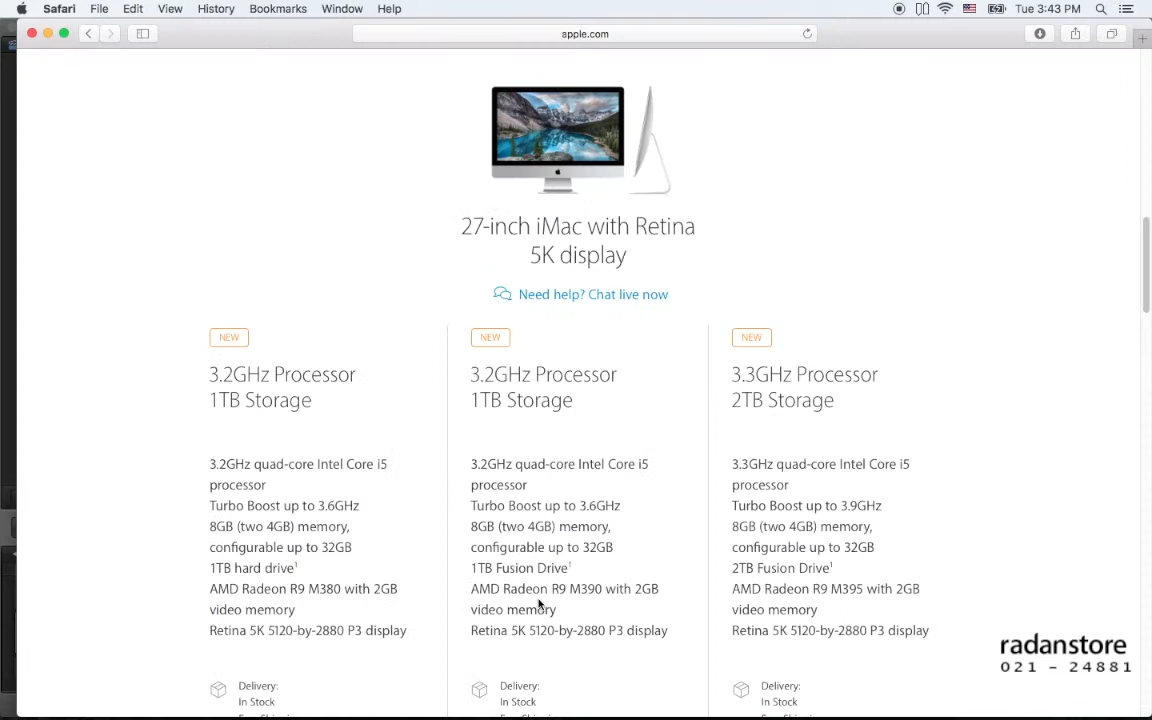 Safari File Edit View History Bookmarks Window Help Tue 3:43 PM
apple.com
27-inch iMac with Retina
5K display
Need help? Chat live now
NEW
3.2GHz Processor
1TB Storage
3.2GHz quad-core Intel Core i5
processor
Turbo Boost up to 3.6GHz
8GB (two 4GB) memory,
configurable up to 32GB
1TB hard drive¹
AMD Radeon R9 M380 with 2GB
video memory
Retina 5K 5120-by-2880 P3 display
Delivery:
In Stock
NEW
3.2GHz Processor
1TB Storage
3.2GHz quad-core Intel Core i5
processor
Turbo Boost up to 3.6GHz
8GB (two 4GB) memory,
configurable up to 32GB
1TB Fusion Drive¹
AMD Radeon R9 M390 with 2GB
video memory
Retina 5K 5120-by-2880 P3 display
Delivery:
In Stock
NEW
3.3GHz Processor
2TB Storage
3.3GHz quad-core Intel Core i5
processor
Turbo Boost up to 3.9GHz
8GB (two 4GB) memory,
configurable up to 32GB
2TB Fusion Drive¹
AMD Radeon R9 M395 with 2GB
video memory
Retina 5K 5120-by-2880 P3 display
Delivery:
In Stock
radanstore
021 - 24881